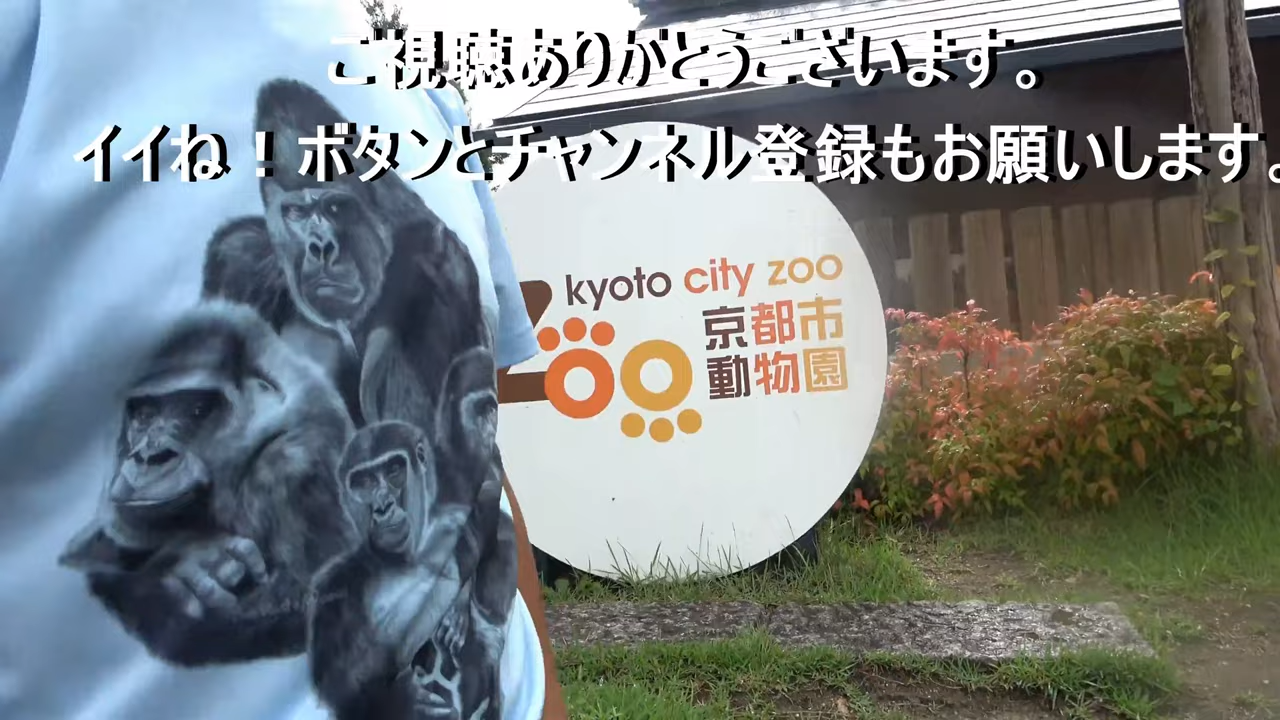 ご視聴ありがとうございます。
イイね！ボタンとチャンネル登録もお願いします。
kyoto city zoo
京都市
動物園